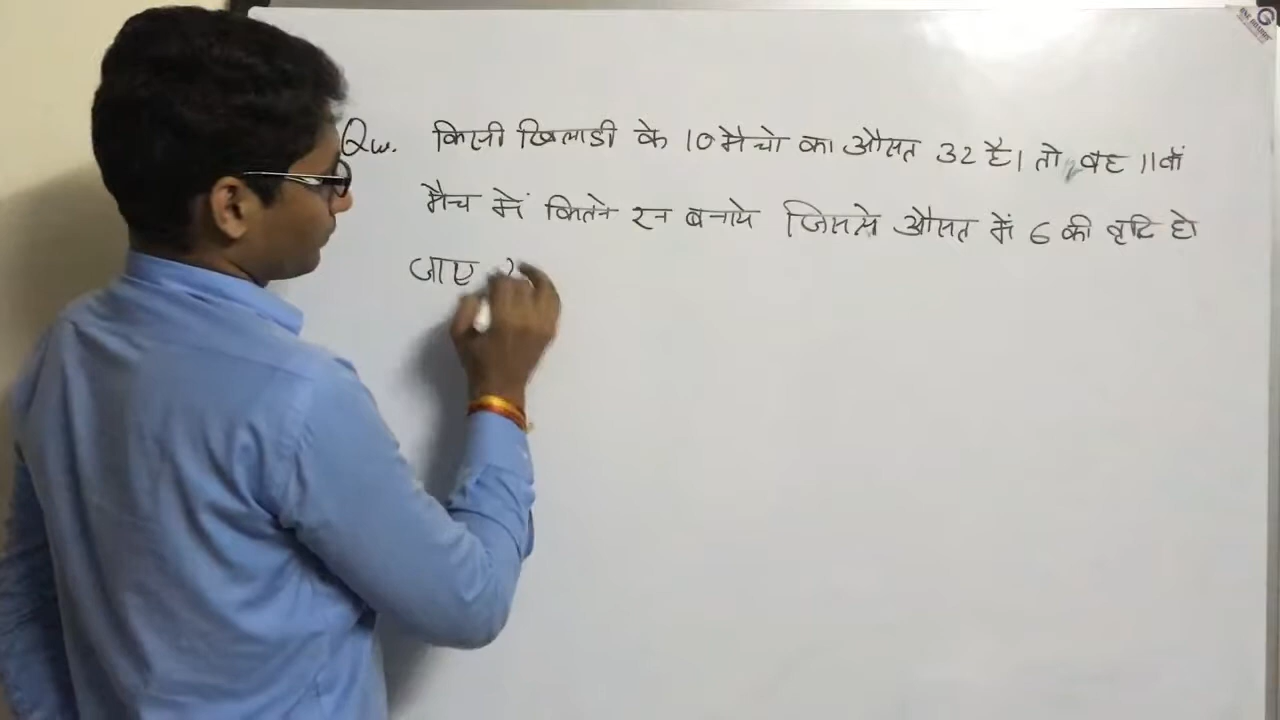 Qw. किसी खिलाडी के 10 मैचो का औसत 32 है। तो, वह 11वाँ
मैच में कितने रन बनाये जिससे औसत में 6 की वृद्दि हो
जाए